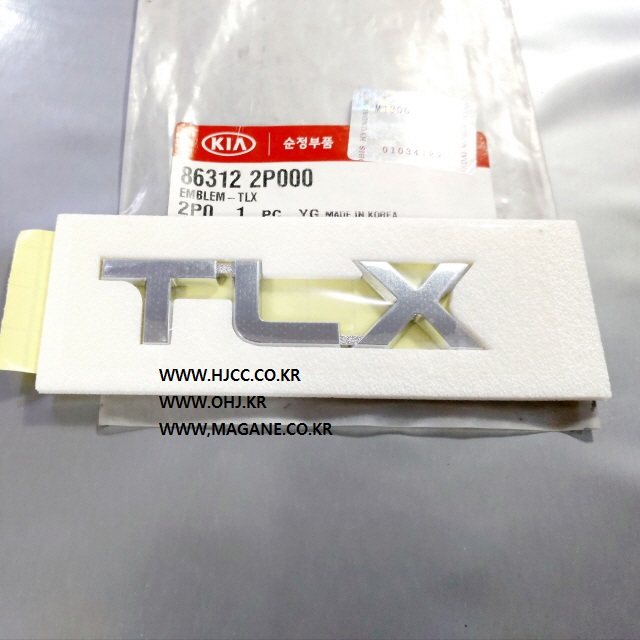 V1006
KIA 순정부품
86312 2P000
EMBLEM-TLX
2P0 1 PC YG MADE IN KOREA
TLX
WWW.HJCC.CO.KR
WWW.OHJ.KR
WWW,MAGANE.CO.KR